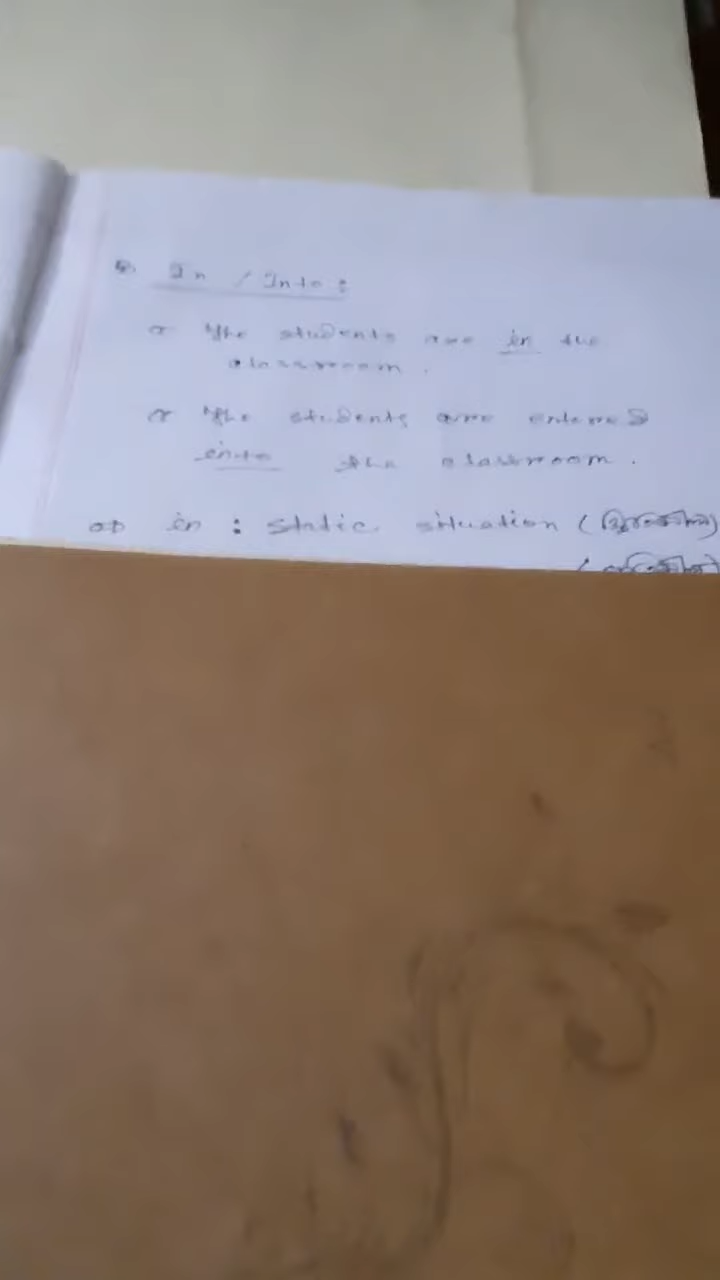 In / Into :
The students are in the
classroom.
The students are entered
into the classroom.
in : static situation (স্থিতিশীল)